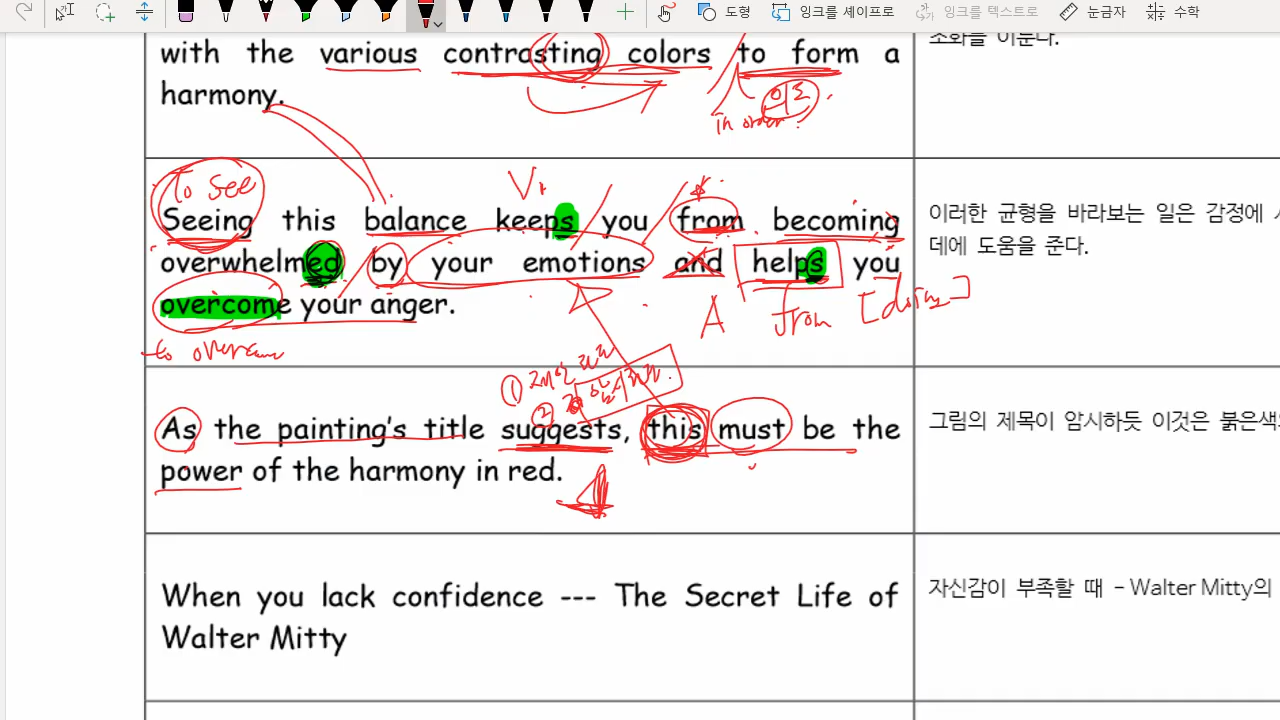 도형
잉크를 셰이프로
잉크를 텍스트로
눈금자
수학
with the various contrasting colors to form a
harmony.
in order
조화를 이룬다.
To See
V
Seeing this balance keeps you from becoming
overwhelmed by your emotions and helps you
overcome your anger.
A from [doing]
to overcome
이러한 균형을 바라보는 일은 감정에
데에 도움을 준다.
①
②
As the painting's title suggests, this must be the
power of the harmony in red.
그림의 제목이 암시하듯 이것은 붉은색
When you lack confidence --- The Secret Life of
Walter Mitty
자신감이 부족할 때 - Walter Mitty의